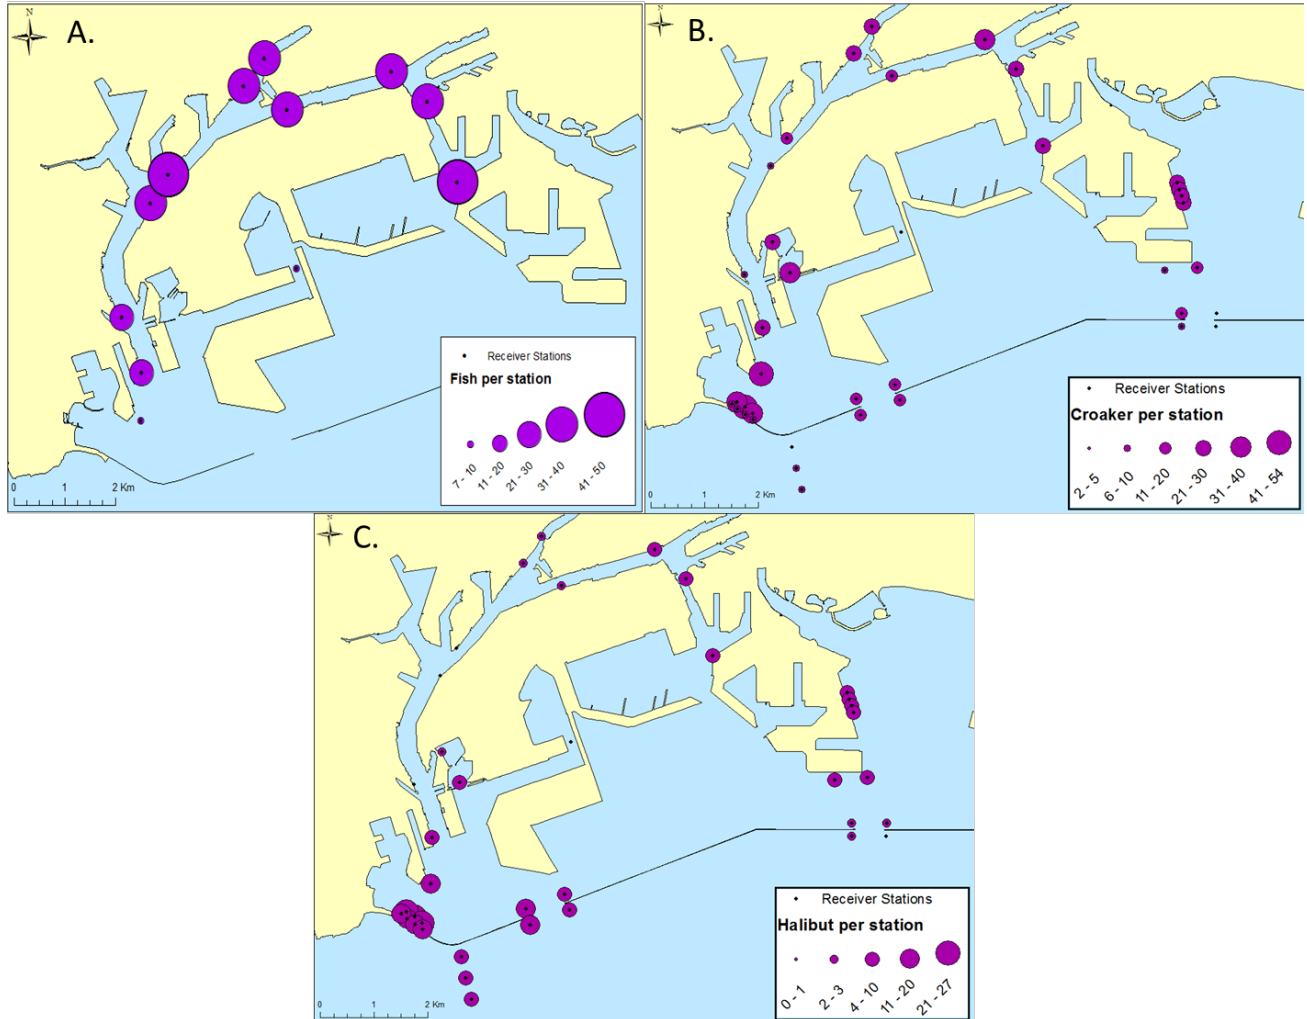 N
A.
Receiver Stations
Fish per station
7 - 10
11 - 20
21 - 30
31 - 40
41 - 50
0 1 2 Km
N
B.
Receiver Stations
Croaker per station
2 - 5
6 - 10
11 - 20
21 - 30
31 - 40
41 - 54
0 1 2 Km
N
C.
Receiver Stations
Halibut per station
0 - 1
2 - 3
4 - 10
11 - 20
21 - 27
0 1 2 Km